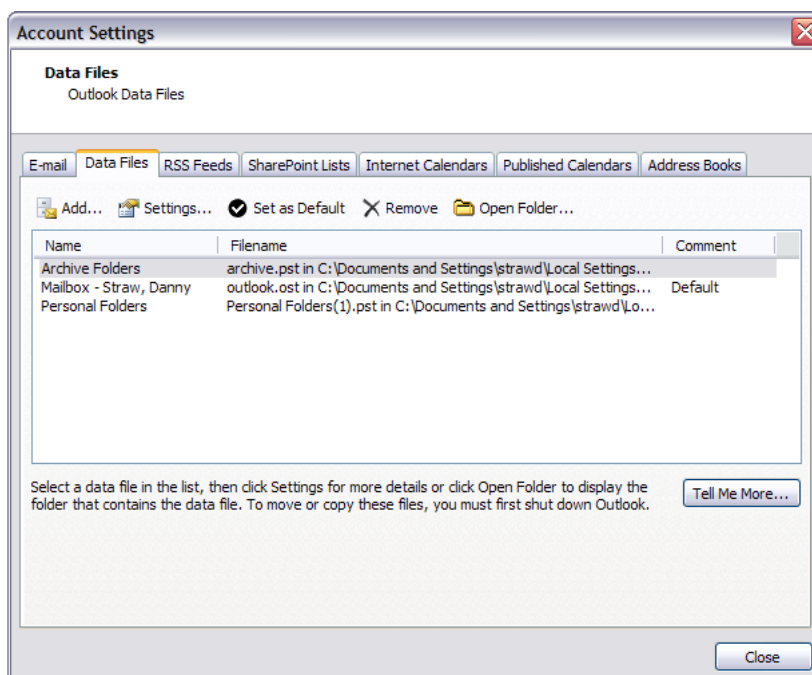 Account Settings
Data Files
Outlook Data Files
E-mail Data Files RSS Feeds SharePoint Lists Internet Calendars Published Calendars Address Books
Add... Settings... Set as Default Remove Open Folder...
Name Filename Comment
Archive Folders archive.pst in C:\Documents and Settings\strawd\Local Settings...
Mailbox - Straw, Danny outlook.ost in C:\Documents and Settings\strawd\Local Settings... Default
Personal Folders Personal Folders(1).pst in C:\Documents and Settings\strawd\Lo...
Select a data file in the list, then click Settings for more details or click Open Folder to display the
folder that contains the data file. To move or copy these files, you must first shut down Outlook.
Tell Me More...
Close